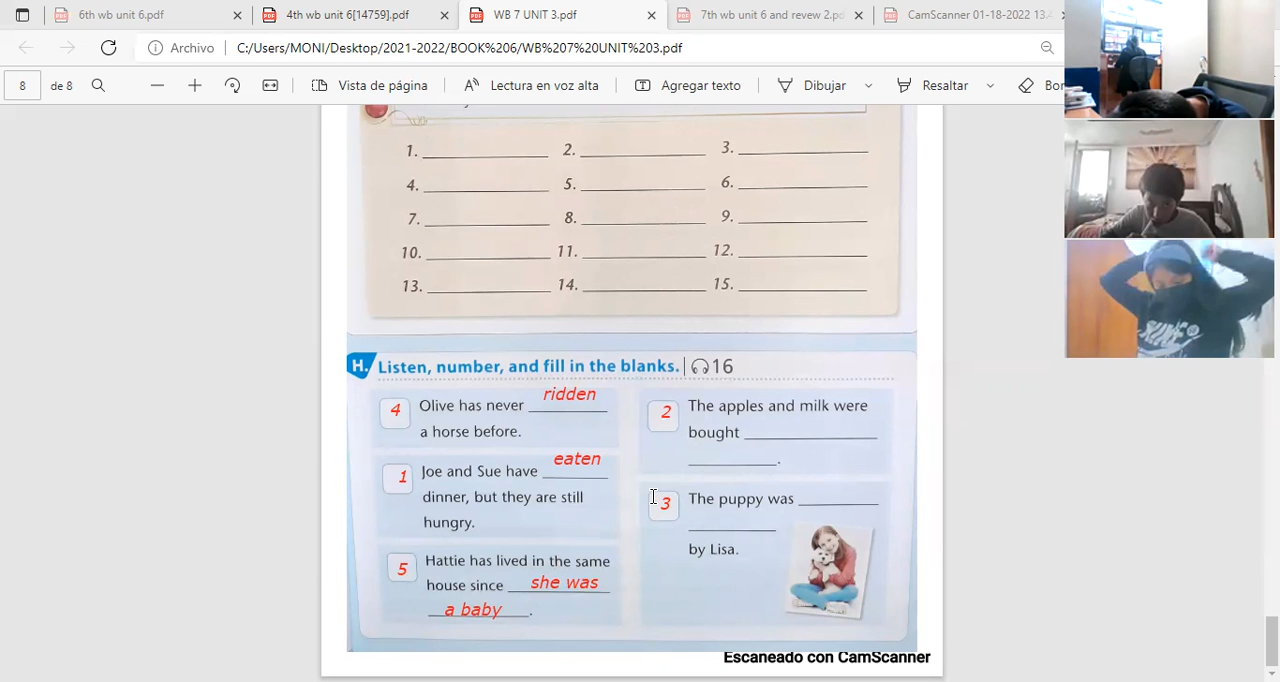 6th wb unit 6.pdf
4th wb unit 6[14759].pdf
WB 7 UNIT 3.pdf
7th wb unit 6 and revew 2.pd
CamScanner 01-18-2022 13.4
Archivo
C:/Users/MONI/Desktop/2021-22/BOOK%206/WB%207%20UNIT%203.pdf
8
de 8
Vista de página
Lectura en voz alta
Agregar texto
Dibujar
Resaltar
1.
2.
3.
4.
5.
6.
7.
8.
9.
10.
11.
12.
13.
14.
15.
H. Listen, number, and fill in the blanks. 16
4 Olive has never ridden
a horse before.
1 Joe and Sue have eaten
dinner, but they are still
hungry.
5 Hattie has lived in the same
house since she was
a baby.
2 The apples and milk were
bought
.
3 The puppy was
by Lisa.
NIKE
Escaneado con CamScanner